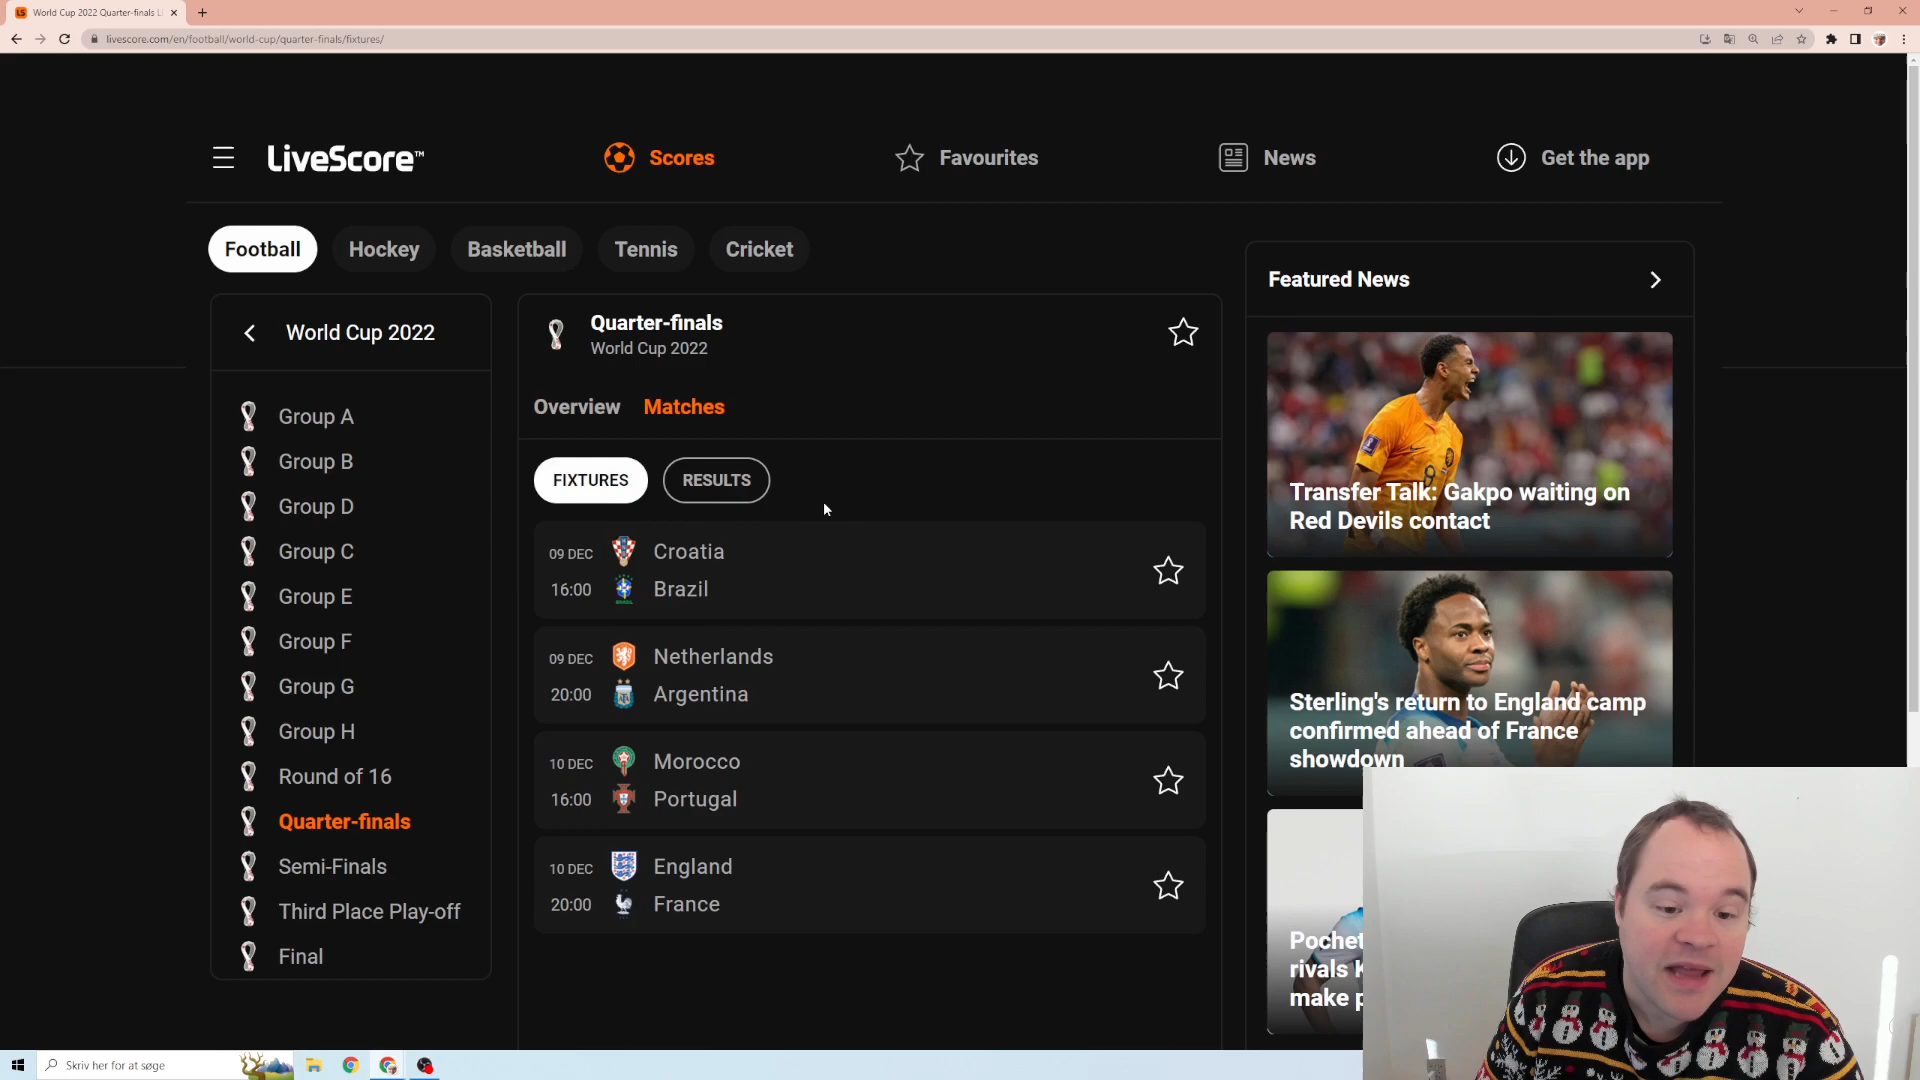 World Cup 2022 Quarter-finals Li
livescore.com/en/football/world-cup/quarter-finals/fixtures/
LiveScore™
Scores
Favourites
News
Get the app
Football
Hockey
Basketball
Tennis
Cricket
World Cup 2022
Group A
Group B
Group D
Group C
Group E
Group F
Group G
Group H
Round of 16
Quarter-finals
Semi-Finals
Third Place Play-off
Final
Quarter-finals
World Cup 2022
Overview
Matches
FIXTURES
RESULTS
09 DEC
Croatia
16:00
Brazil
09 DEC
Netherlands
20:00
Argentina
10 DEC
Morocco
16:00
Portugal
10 DEC
England
20:00
France
Featured News
Transfer Talk: Gakpo waiting on
Red Devils contact
Sterling's return to England camp
confirmed ahead of France
showdown
Pochet
rivals
make
Skriv her for at søge